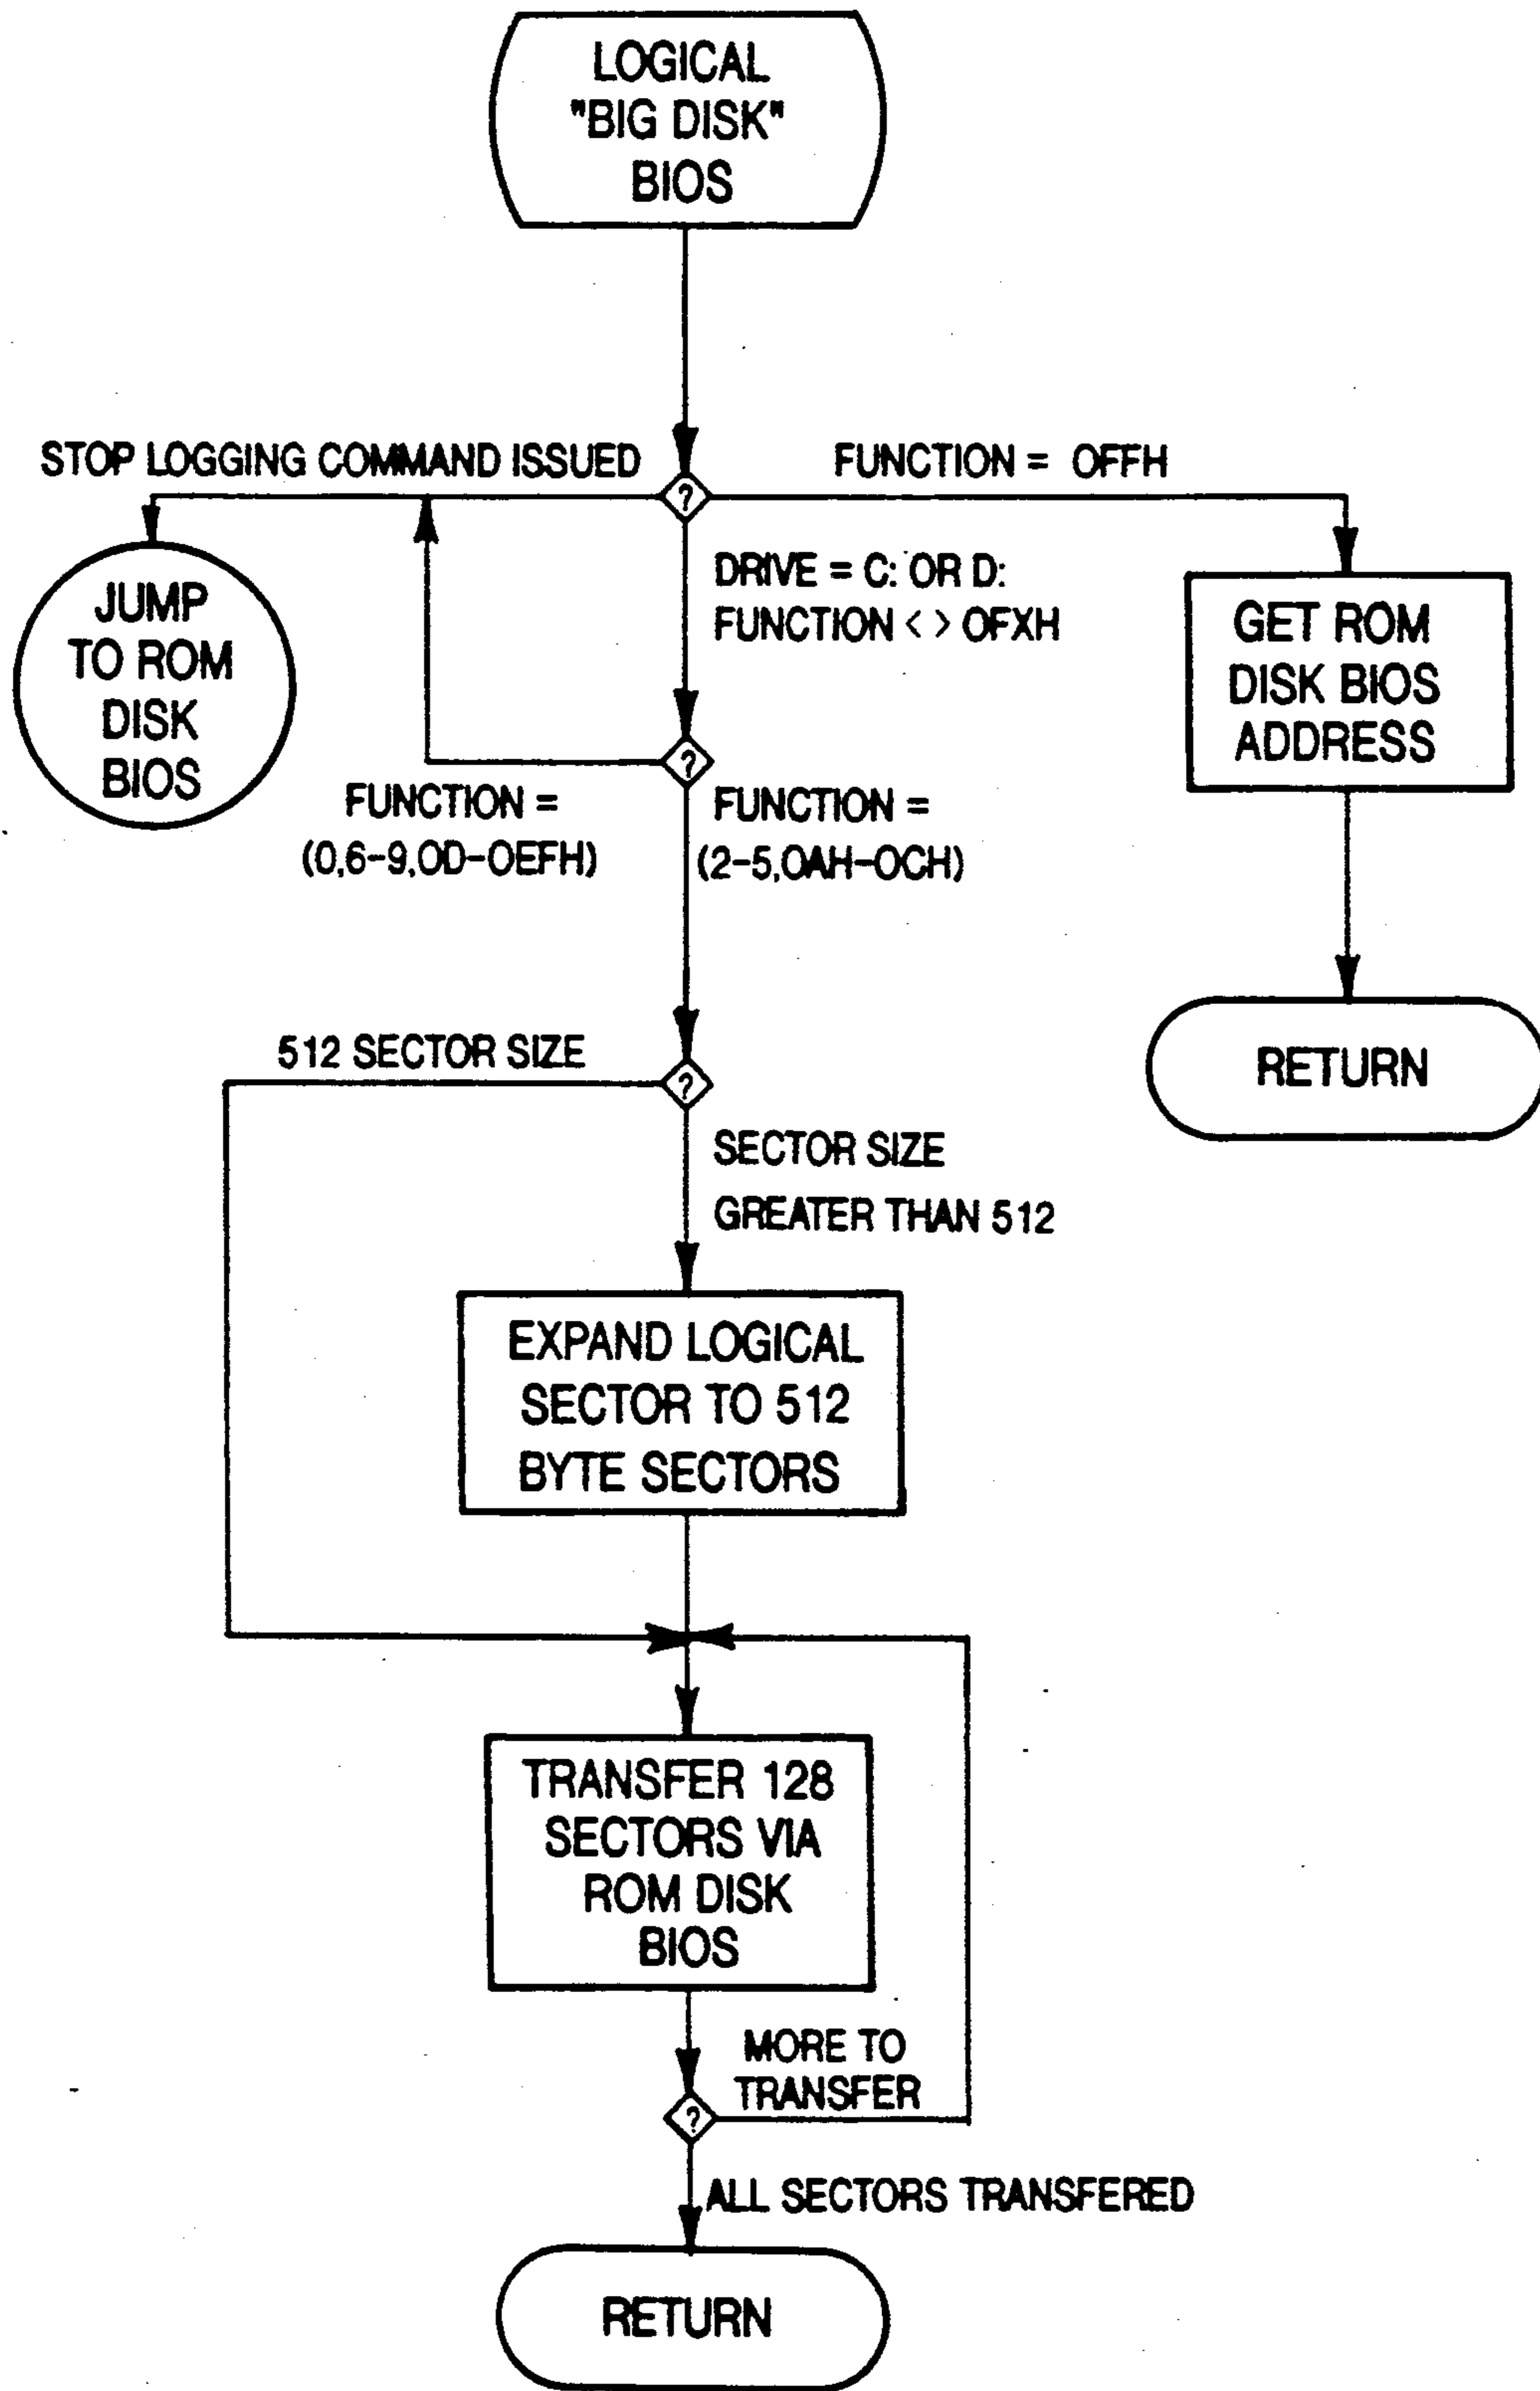 LOGICAL
"BIG DISK"
BIOS
STOP LOGGING COMMAND ISSUED
FUNCTION = OFFH
?
DRIVE = C: OR D:
FUNCTION < > OFXH
JUMP
TO ROM
DISK
BIOS
GET ROM
DISK BIOS
ADDRESS
?
FUNCTION =
(0,6-9,OD-OEFH)
FUNCTION =
(2-5,OAH-OCH)
RETURN
512 SECTOR SIZE
?
SECTOR SIZE
GREATER THAN 512
EXPAND LOGICAL
SECTOR TO 512
BYTE SECTORS
TRANSFER 128
SECTORS VIA
ROM DISK
BIOS
MORE TO
TRANSFER
?
ALL SECTORS TRANSFERED
RETURN